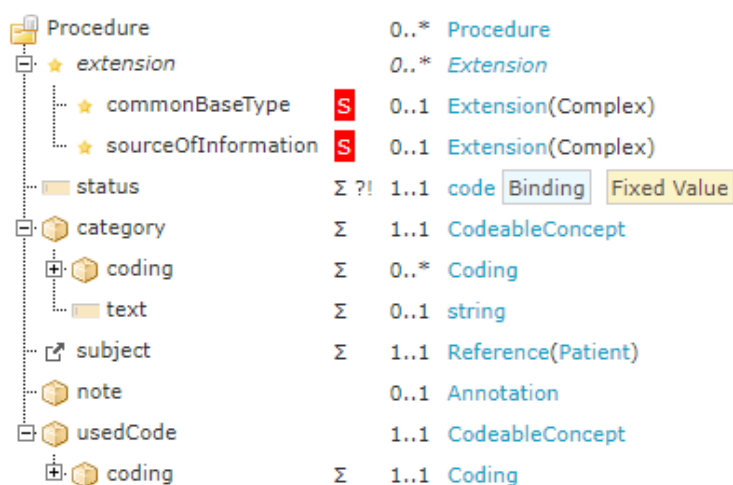 Procedure 0..* Procedure
extension 0..* Extension
commonBaseType S 0..1 Extension(Complex)
sourceOfInformation S 0..1 Extension(Complex)
status Σ ?! 1..1 code Binding Fixed Value
category Σ 1..1 CodeableConcept
coding Σ 0..* Coding
text Σ 0..1 string
subject Σ 1..1 Reference(Patient)
note 0..1 Annotation
usedCode 1..1 CodeableConcept
coding Σ 1..1 Coding